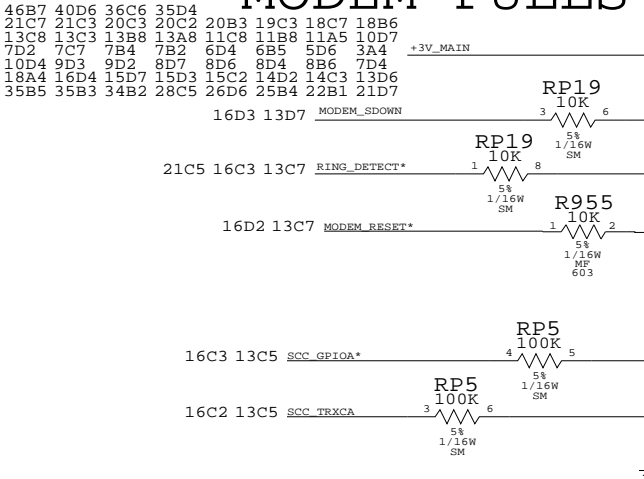 MODEM PULLS
46B7 40D6 36C6 35D4
21C7 21C3 20C3 20C2 20B3 19C3 18C7 18B6
13C8 13C3 13B8 13A8 11C8 11B8 11A5 10D7
7D2 7C7 7B4 7B2 6D4 6B5 5D6 3A4 +3V_MAIN
10D4 9D3 9D2 8D7 8D6 8D4 8B6 7D4
18A4 16D4 15D7 15D3 15C2 14D2 14C3 13D6
35B5 35B3 34B2 28C5 26D6 25B4 22B1 21D7
RP19
10K
16D3 13D7 MODEM_SDOWN 3 6
5%
1/16W
SM
RP19
10K
21C5 16C3 13C7 RING_DETECT* 1 8
5%
1/16W
SM
R955
10K
16D2 13C7 MODEM_RESET* 1 2
5%
1/16W
MF
603
RP5
100K
16C3 13C5 SCC_GPIOA* 4 5
5%
1/16W
SM
RP5
100K
16C2 13C5 SCC_TRXCA 3 6
5%
1/16W
SM